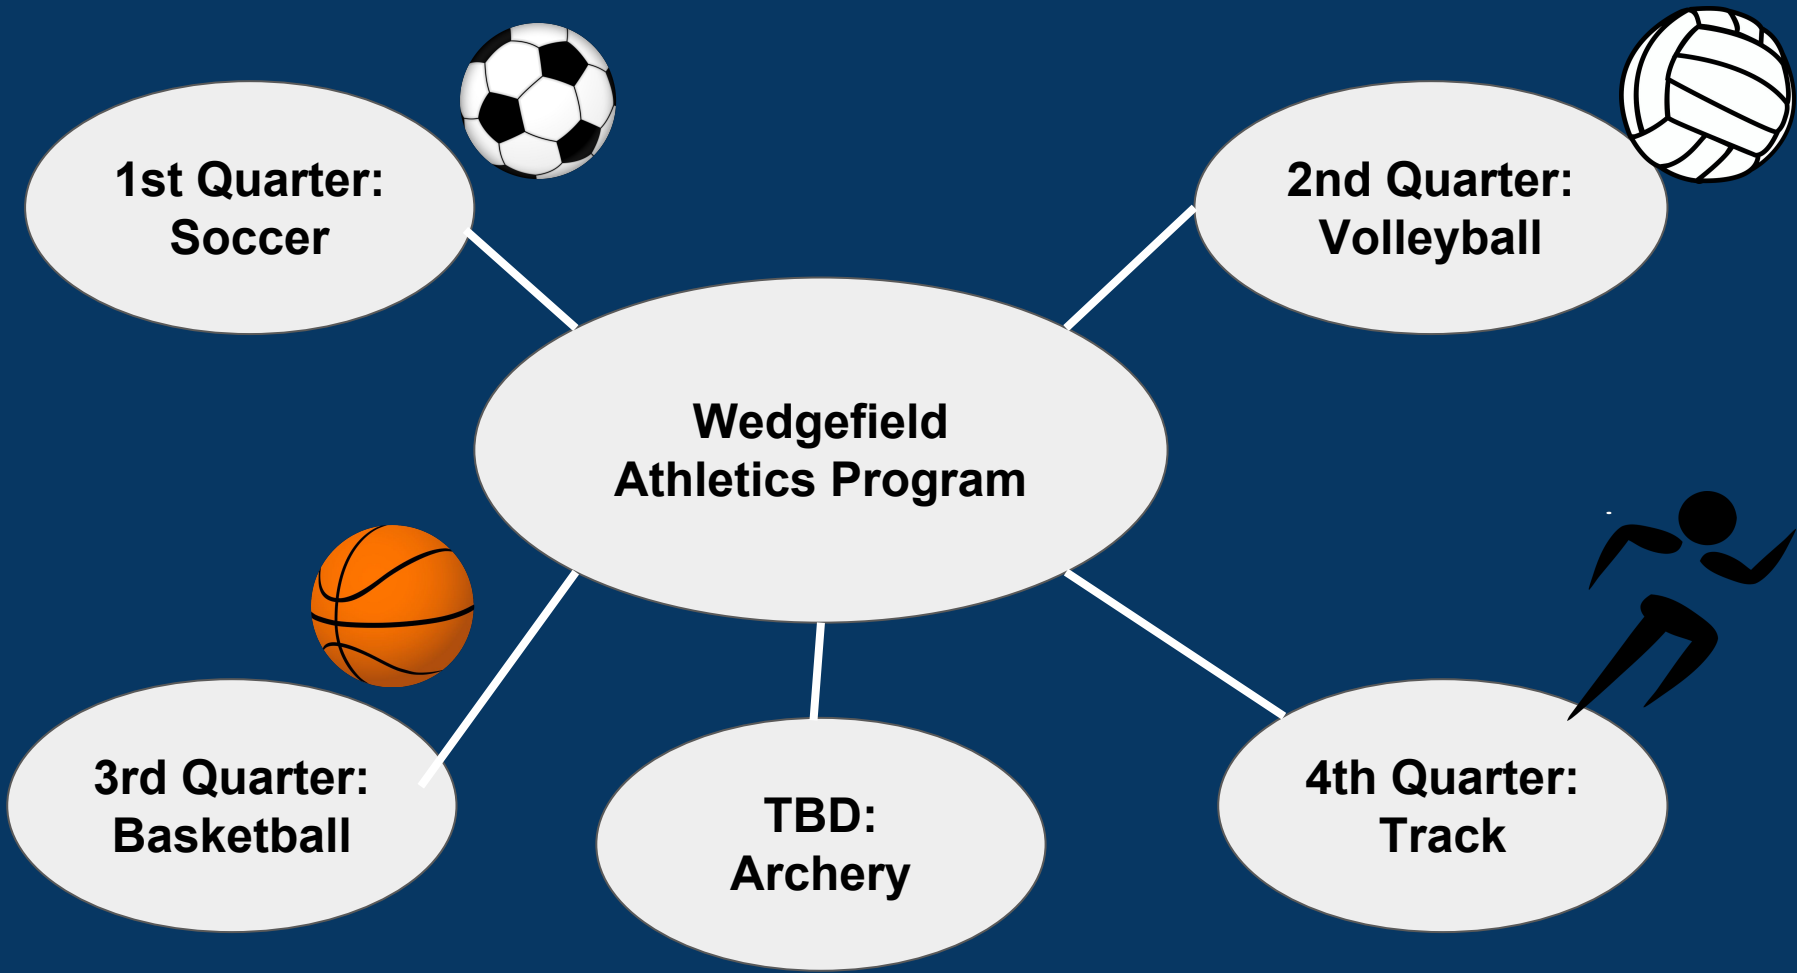 1st Quarter:
Soccer
2nd Quarter:
Volleyball
Wedgefield
Athletics Program
3rd Quarter:
Basketball
TBD:
Archery
4th Quarter:
Track